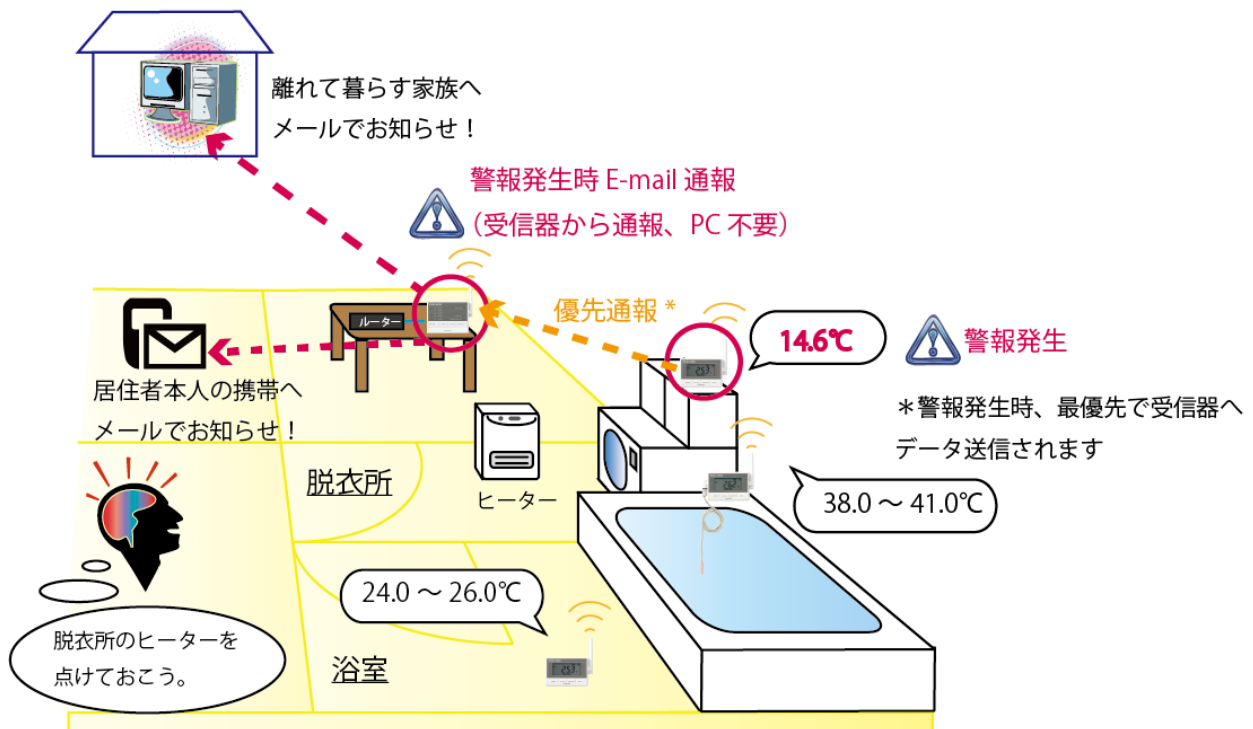 離れて暮らす家族へ
メールでお知らせ！
警報発生時 E-mail 通報
（受信器から通報、PC 不要）
ルーター
優先通報 *
14.6℃
警報発生
＊警報発生時、最優先で受信器へ
データ送信されます
居住者本人の携帯へ
メールでお知らせ！
脱衣所
ヒーター
38.0 ～ 41.0℃
24.0 ～ 26.0℃
脱衣所のヒーターを
点けておこう。
浴室